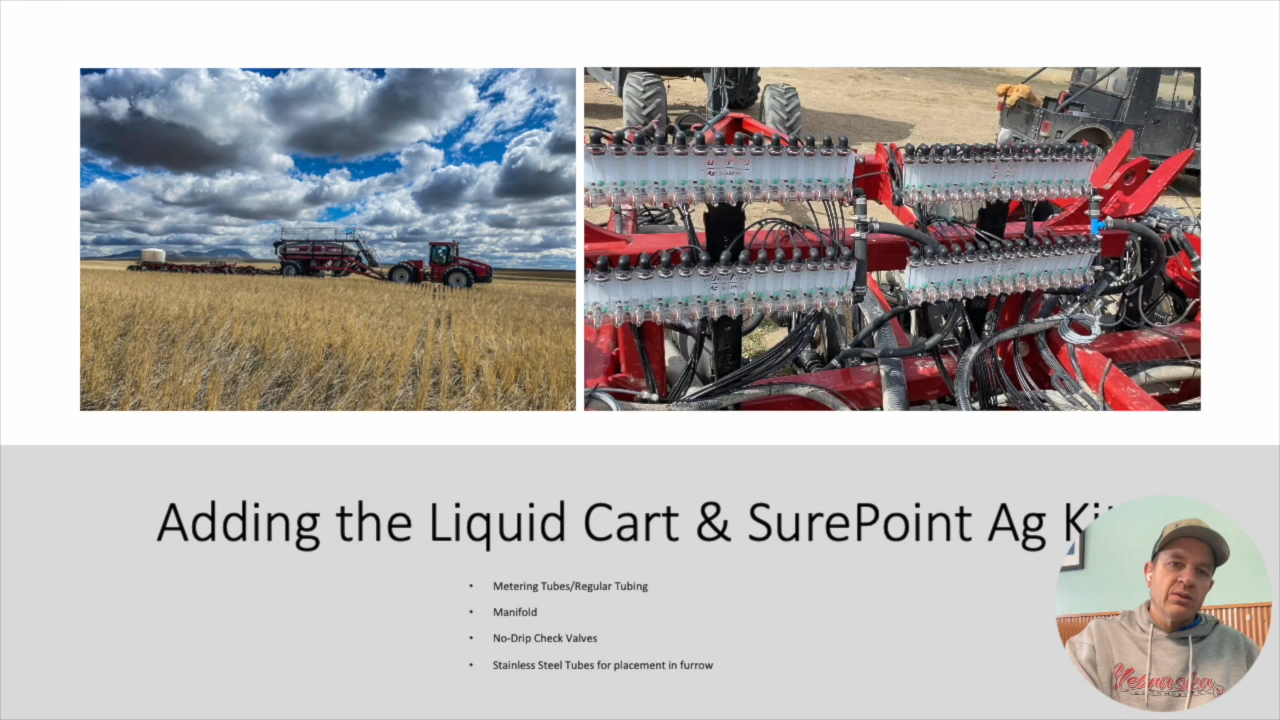 Adding the Liquid Cart & SurePoint Ag
• Metering Tubes/Regular Tubing
• Manifold
• No-Drip Check Valves
• Stainless Steel Tubes for placement in furrow
Nebraska